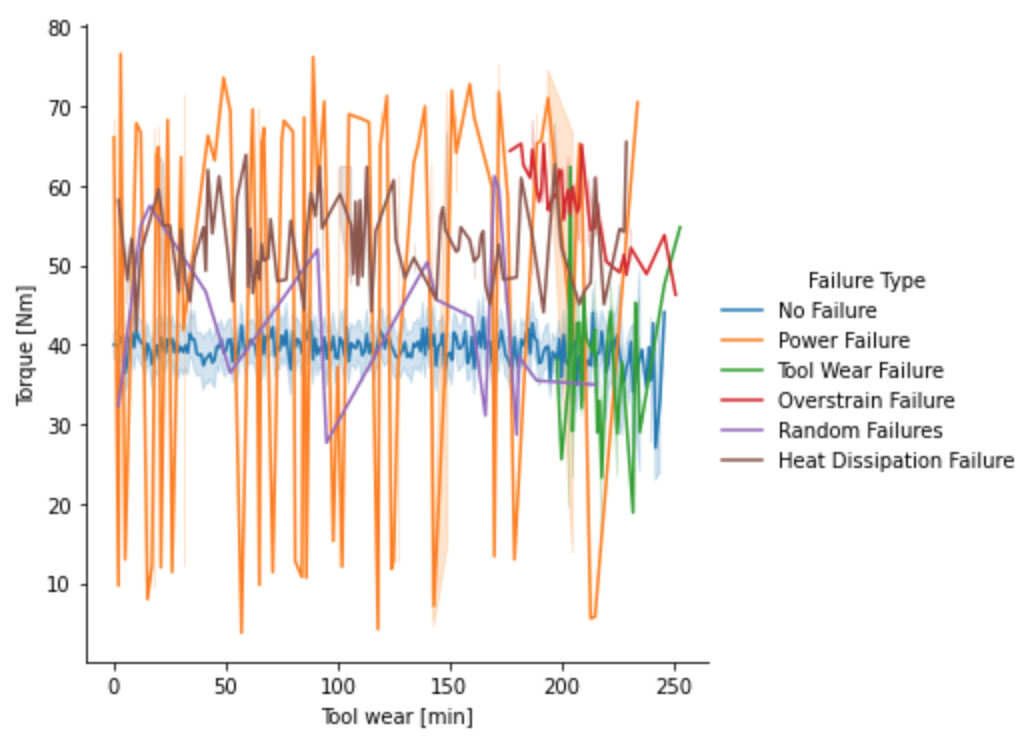 80
70
60
50
40
30
20
10
Torque [Nm]
0 50 100 150 200 250
Tool wear [min]
Failure Type
No Failure
Power Failure
Tool Wear Failure
Overstrain Failure
Random Failures
Heat Dissipation Failure